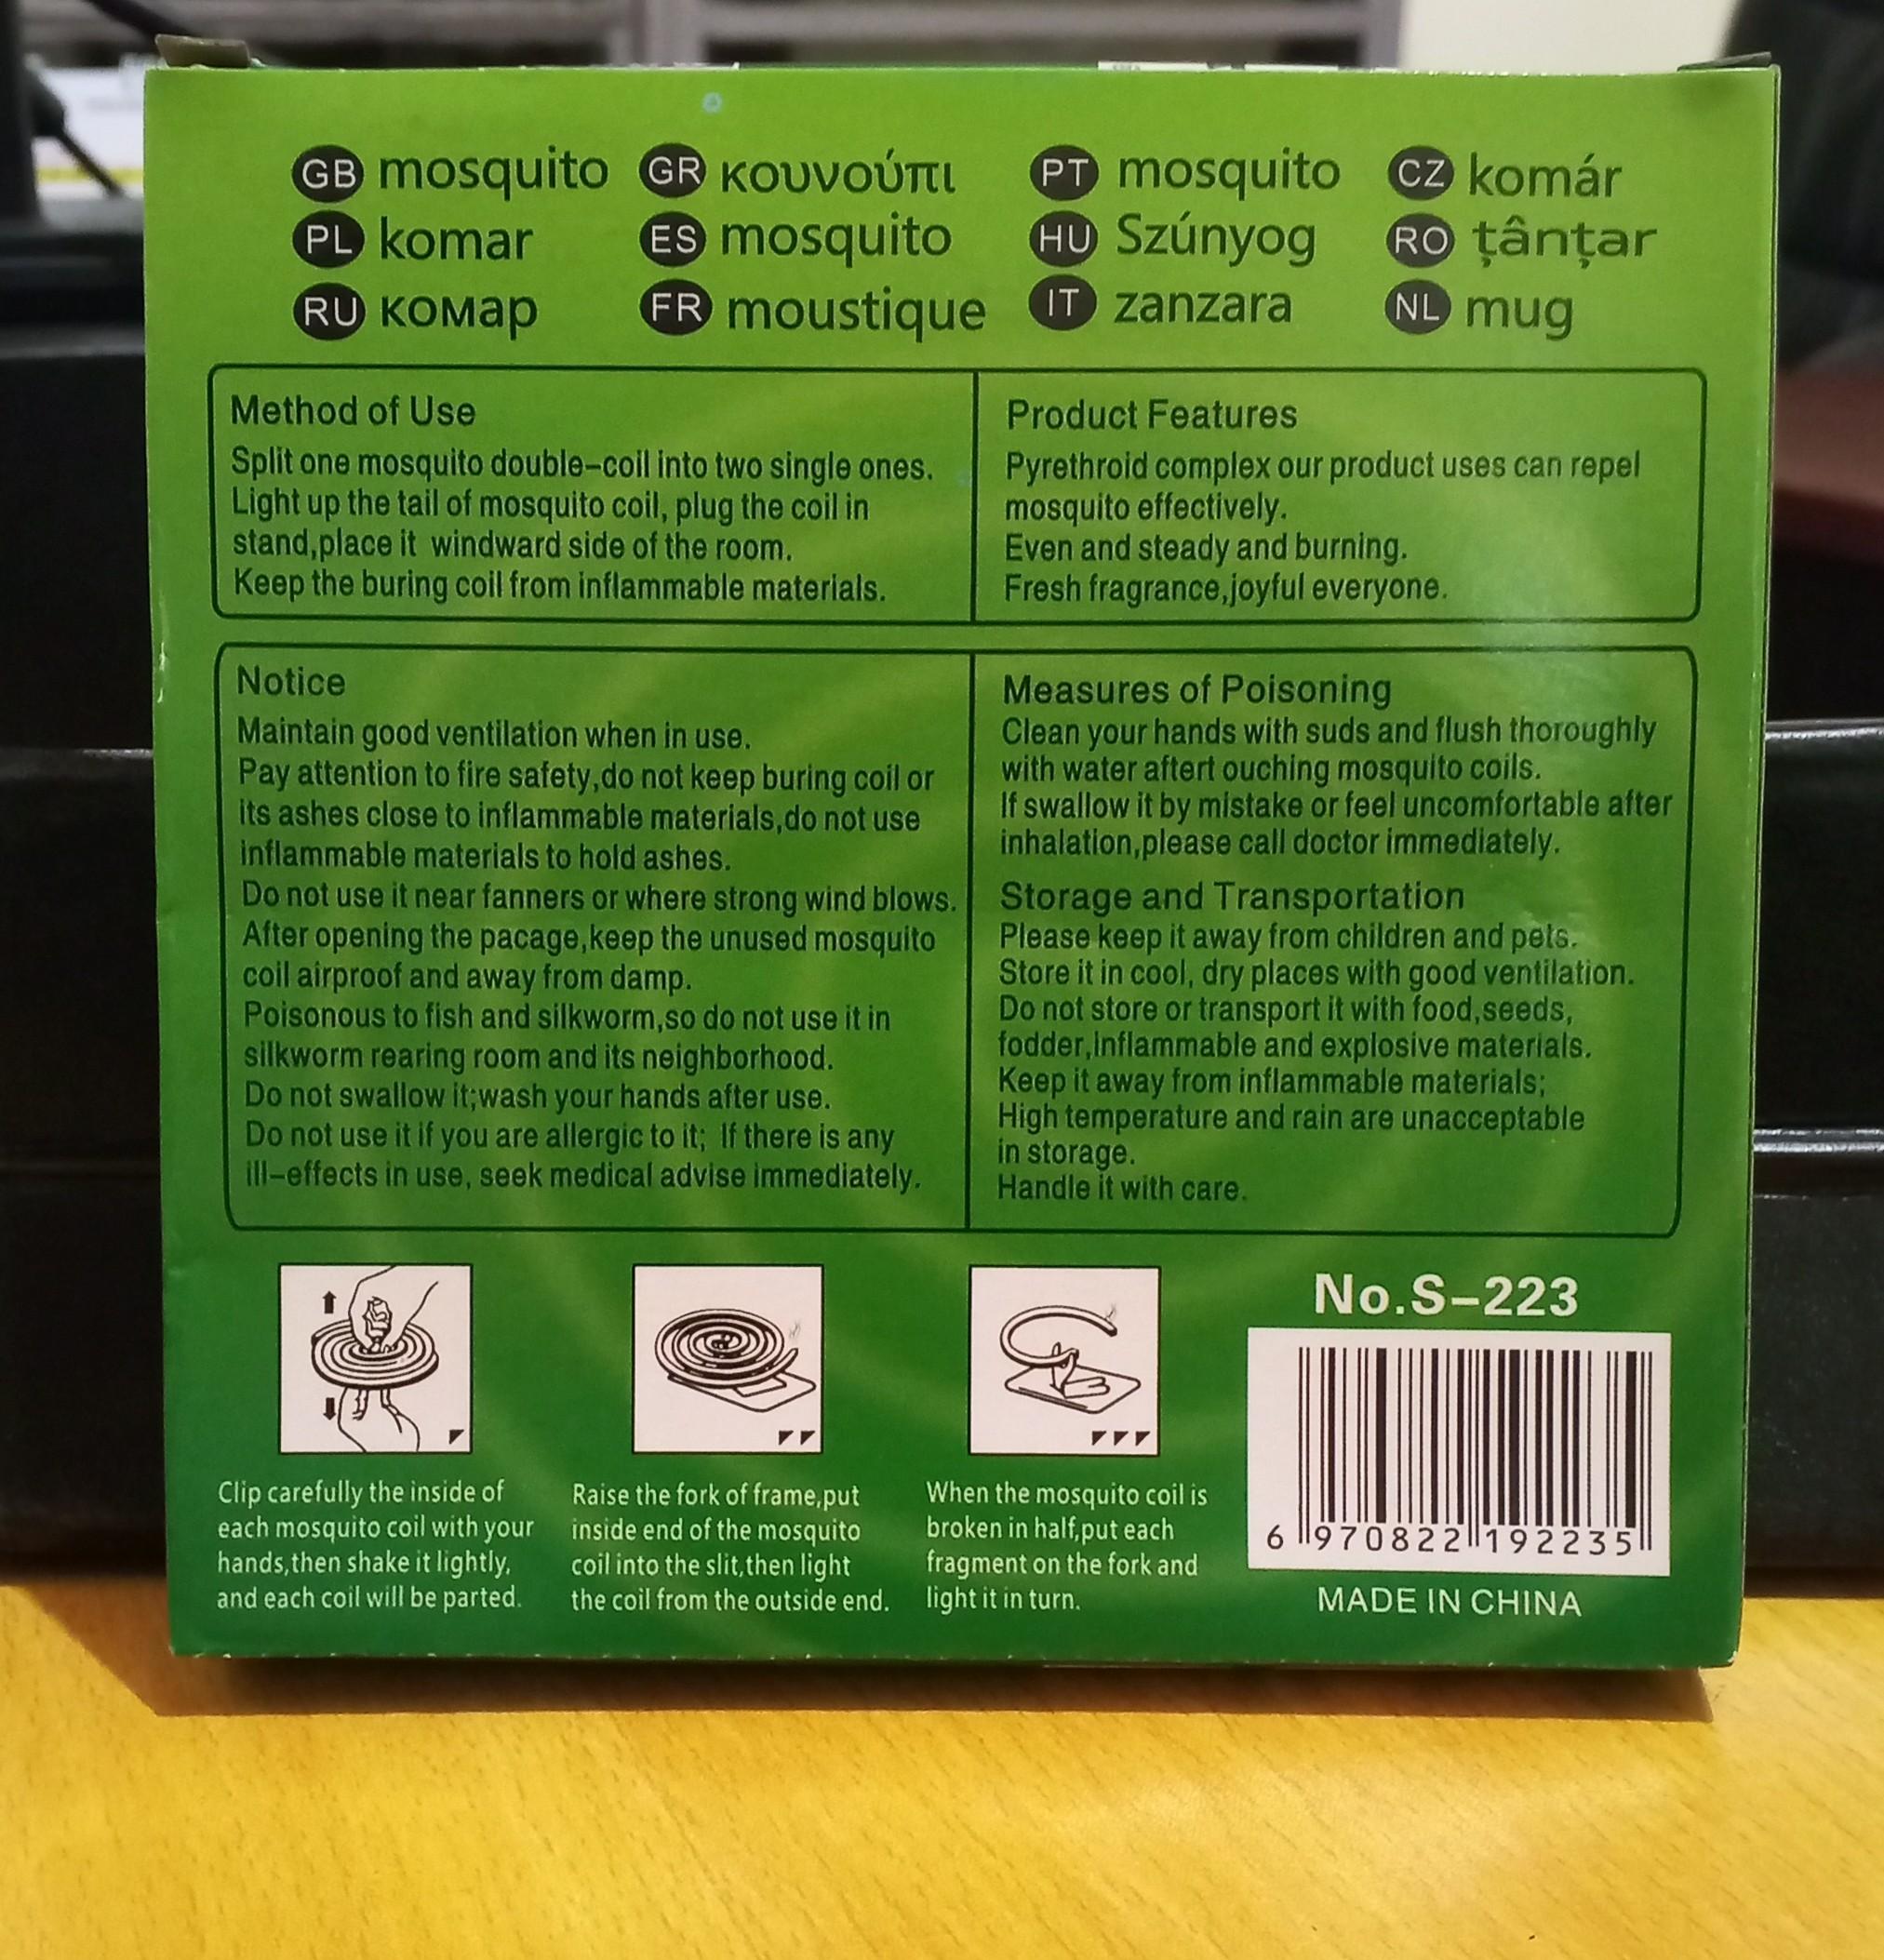 GB mosquito GR κουνούπι PT mosquito CZ komár
PL komar ES mosquito HU Szúnyog RO ţânţar
RU комар FR moustique IT zanzara NL mug
Method of Use
Split one mosquito double-coil into two single ones.
Light up the tail of mosquito coil, plug the coil in
stand,place it windward side of the room.
Keep the buring coil from inflammable materials.
Product Features
Pyrethroid complex our product uses can repel
mosquito effectively.
Even and steady and burning.
Fresh fragrance,joyful everyone.
Notice
Maintain good ventilation when in use.
Pay attention to fire safety,do not keep buring coil or
its ashes close to inflammable materials,do not use
inflammable materials to hold ashes.
Do not use it near fanners or where strong wind blows.
After opening the pacage,keep the unused mosquito
coil airproof and away from damp.
Poisonous to fish and silkworm,so do not use it in
silkworm rearing room and its neighborhood.
Do not swallow it;wash your hands after use.
Do not use it if you are allergic to it; If there is any
ill-effects in use, seek medical advise immediately.
Measures of Poisoning
Clean your hands with suds and flush thoroughly
with water aftert ouching mosquito coils.
If swallow it by mistake or feel uncomfortable after
inhalation,please call doctor immediately.
Storage and Transportation
Please keep it away from children and pets.
Store it in cool, dry places with good ventilation.
Do not store or transport it with food,seeds,
fodder,inflammable and explosive materials.
Keep it away from inflammable materials;
High temperature and rain are unacceptable
in storage.
Handle it with care.
Clip carefully the inside of
each mosquito coil with your
hands,then shake it lightly,
and each coil will be parted.
Raise the fork of frame,put
inside end of the mosquito
coil into the slit,then light
the coil from the outside end.
When the mosquito coil is
broken in half,put each
fragment on the fork and
light it in turn.
No.S-223
6 970822 192235
MADE IN CHINA